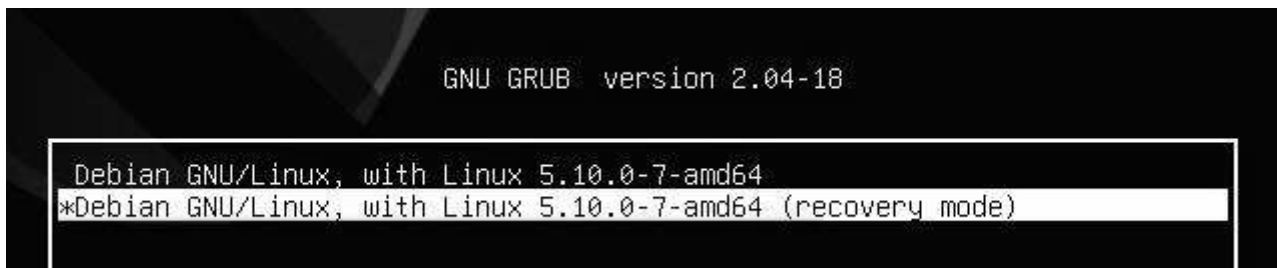 GNU GRUB version 2.04-18
Debian GNU/Linux, with Linux 5.10.0-7-amd64
*Debian GNU/Linux, with Linux 5.10.0-7-amd64 (recovery mode)